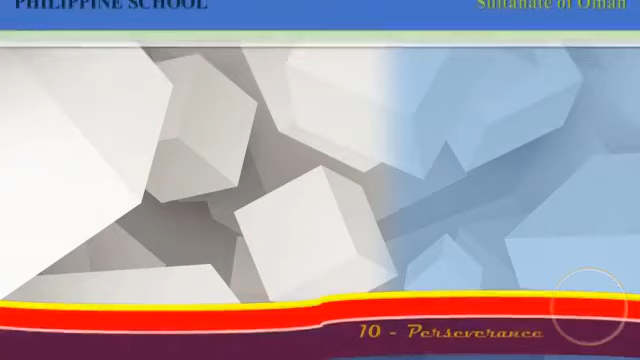 PHILIPPINE SCHOOL
Sultanate of Oman
10 - Perseverance